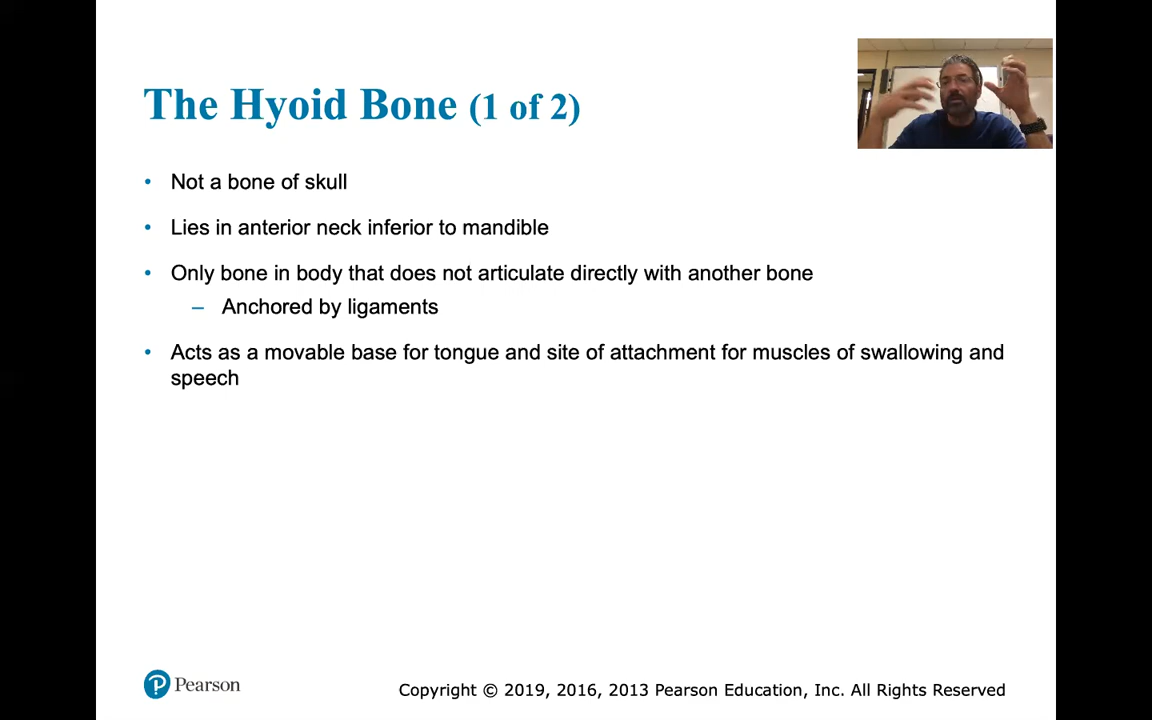 The Hyoid Bone (1 of 2)
• Not a bone of skull
• Lies in anterior neck inferior to mandible
• Only bone in body that does not articulate directly with another bone
– Anchored by ligaments
• Acts as a movable base for tongue and site of attachment for muscles of swallowing and
speech
Pearson
Copyright © 2019, 2016, 2013 Pearson Education, Inc. All Rights Reserved